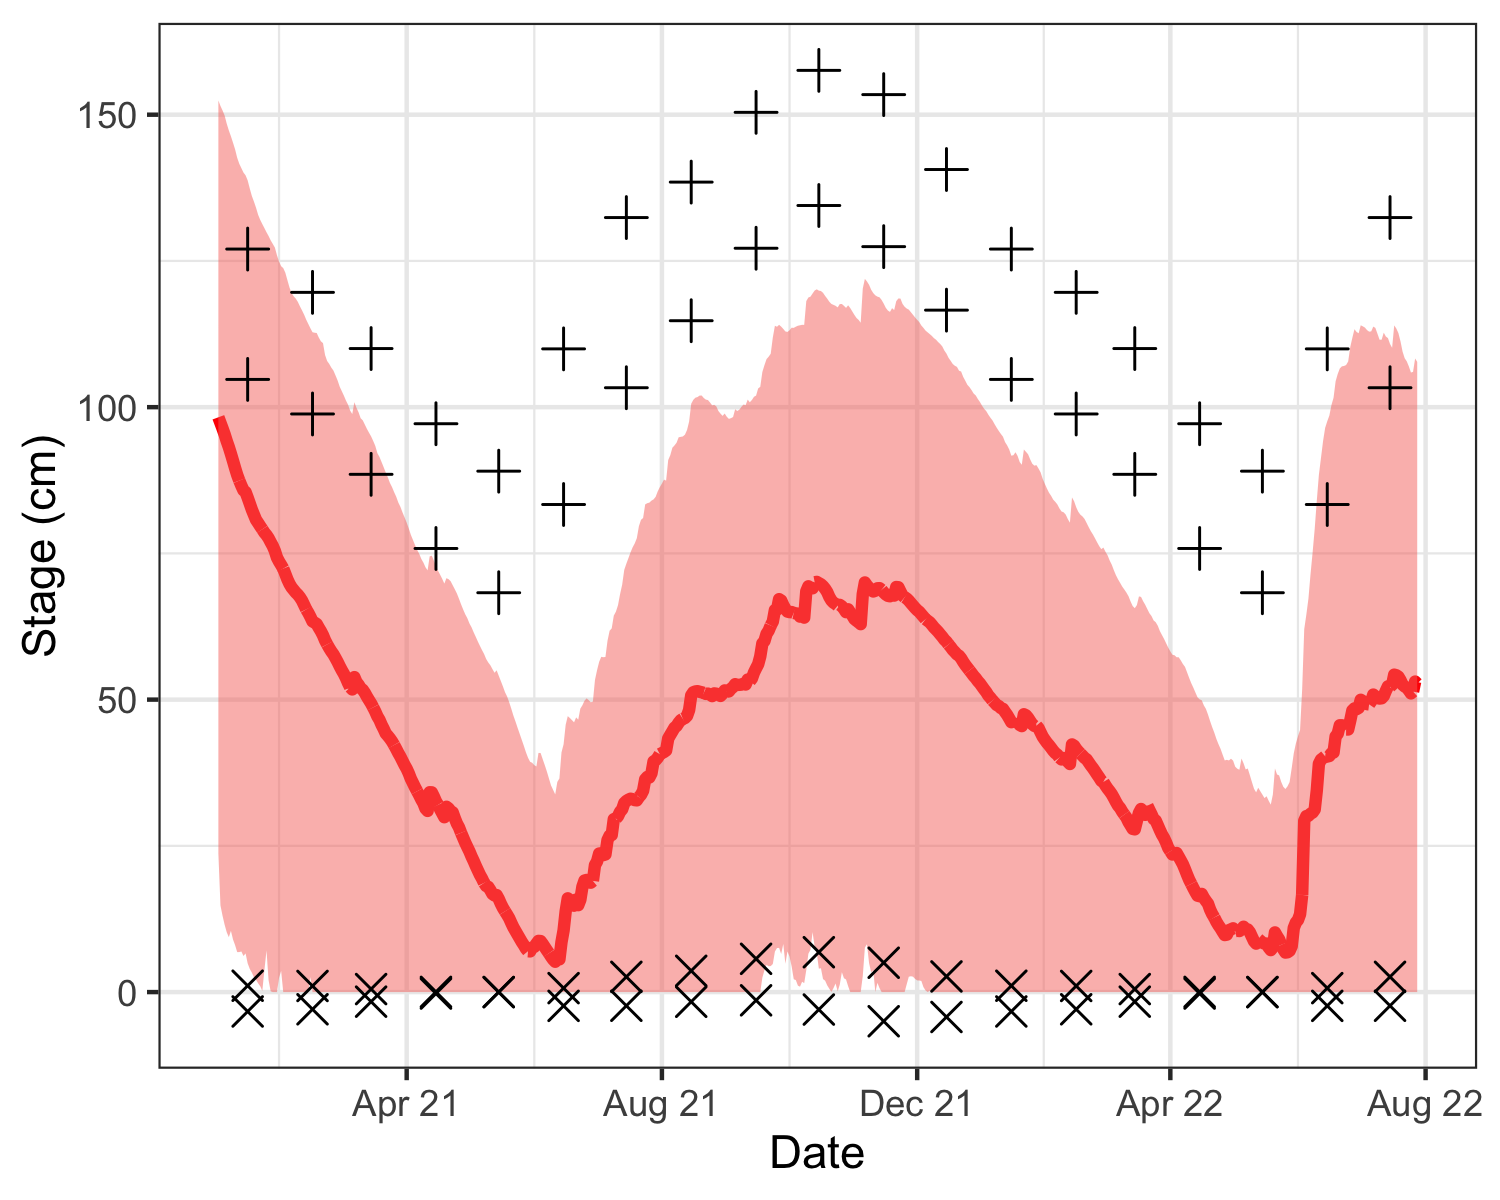 Stage (cm)
150
100
50
0
Apr 21
Aug 21
Dec 21
Apr 22
Aug 22
Date